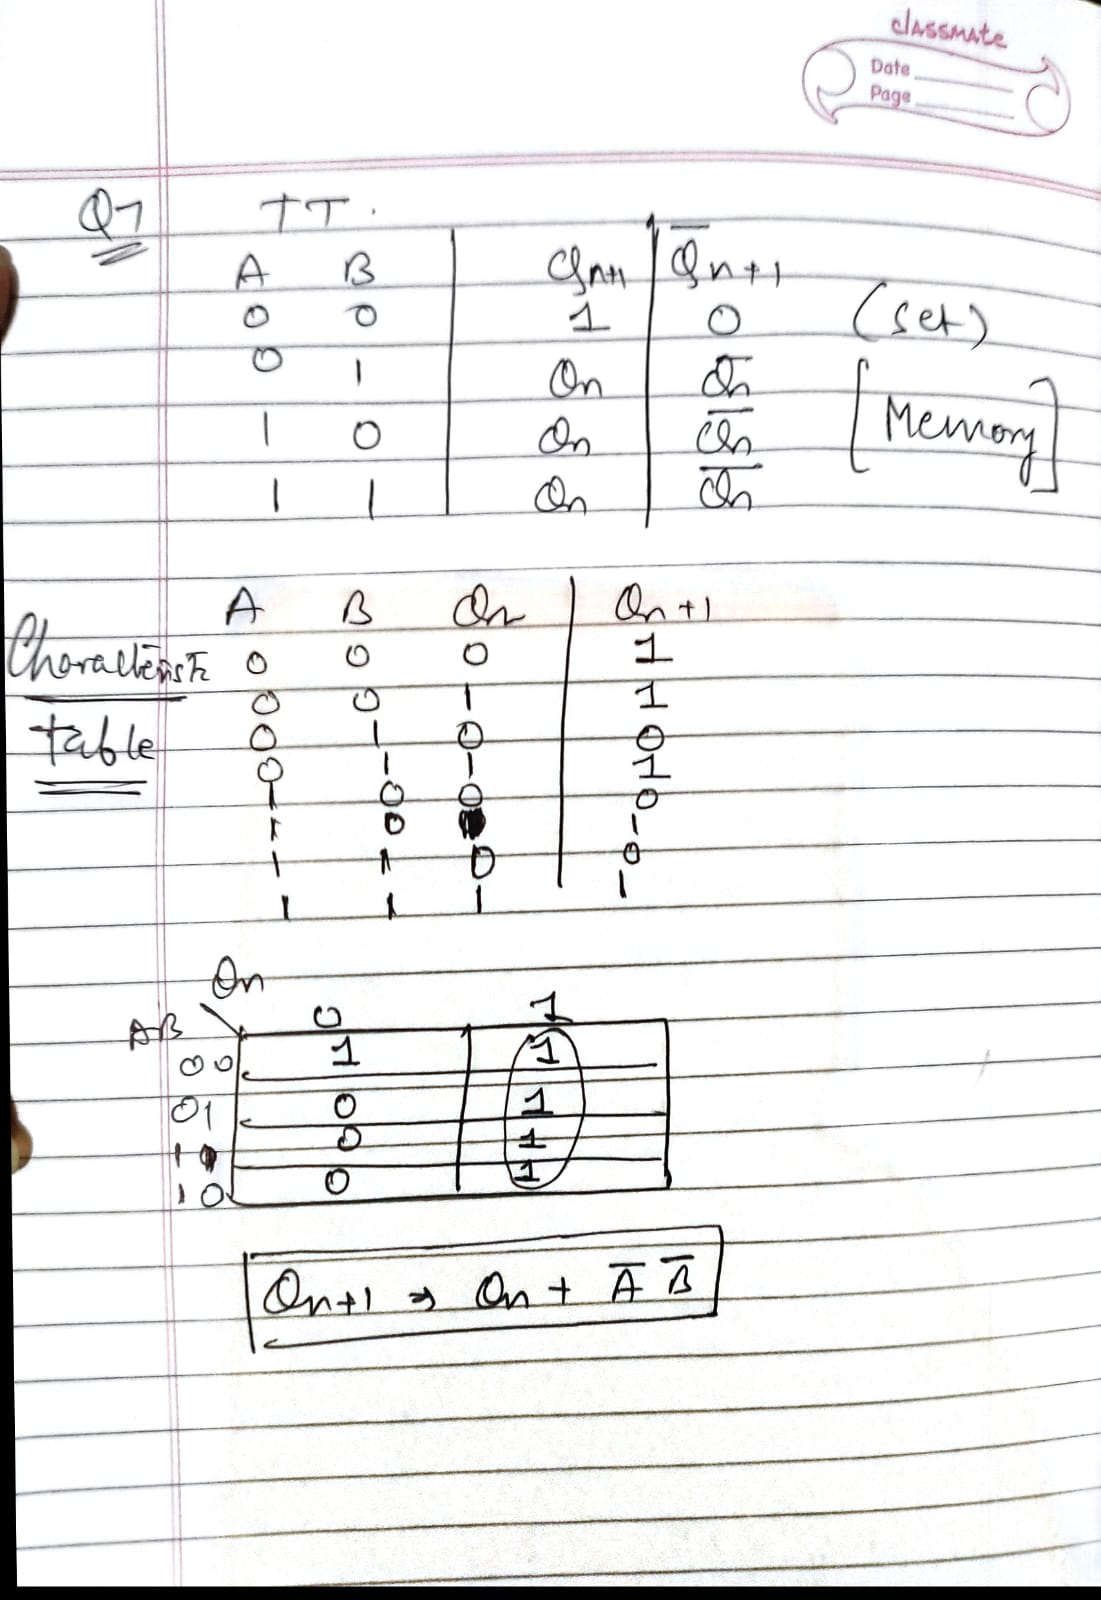 classmate
Date
Page
Q7 TT.
A B Qn+1 Q̅n+1
0 0 1 0 (set)
0 1 Qn Q̅n
1 0 Qn Q̅n [Memory]
1 1 Qn Q̅n
A B Qn Qn+1
Characteristic 0 0 0 1
0 0 1 1
table 0 1 0 0
0 1 1 1
1 0 0 0
1 0 1
1 1 0 0
1 1 1 1
Qn
AB 0 1
00 1 1
01 0 1
1 0 1
10 0 1
Qn+1 ⇒ Qn + A̅ B̅